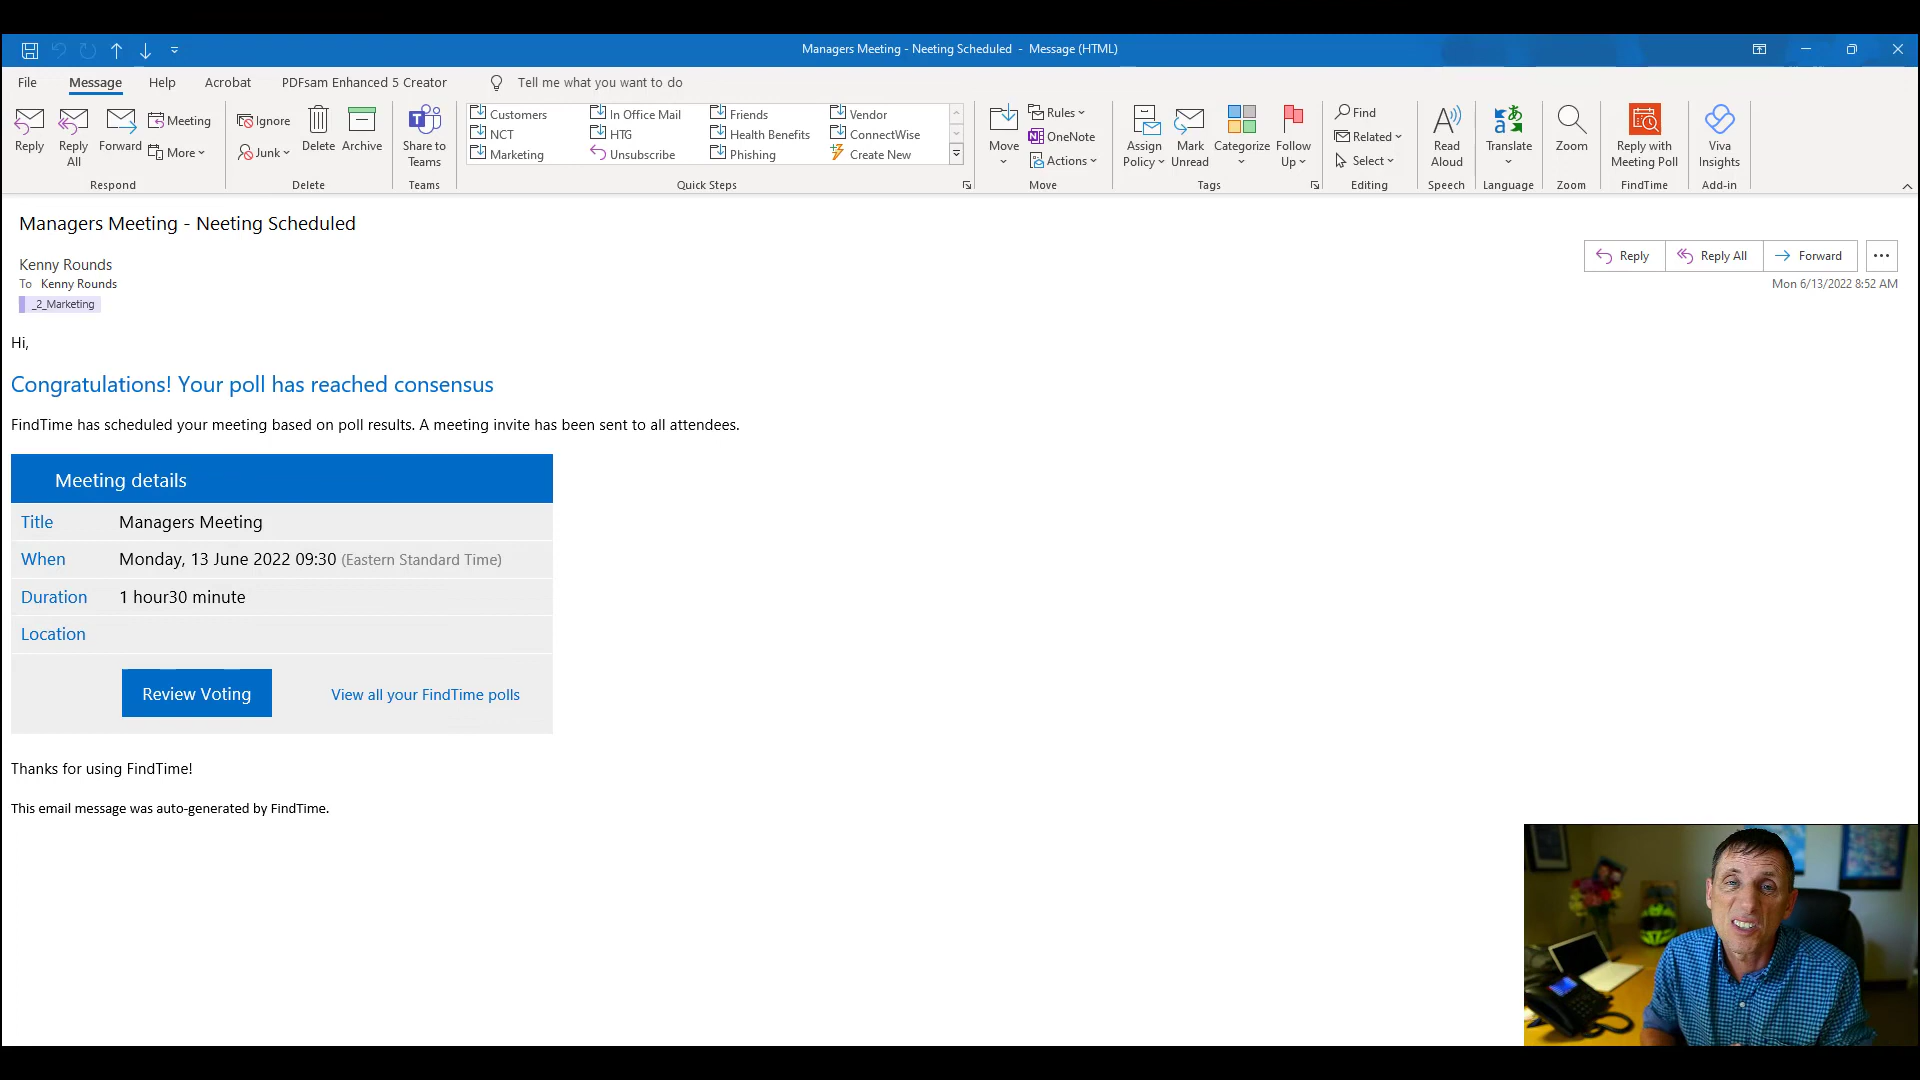 Managers Meeting - Neeting Scheduled - Message (HTML)
File Message Help Acrobat PDFsam Enhanced 5 Creator Tell me what you want to do
Reply
Reply All
Forward
Meeting
More
Respond
Ignore
Junk
Delete
Archive
Delete
Share to Teams
Teams
Customers
NCT
Marketing
In Office Mail
HTG
Unsubscribe
Friends
Health Benefits
Phishing
Vendor
ConnectWise
Create New
Quick Steps
Move
Rules
OneNote
Actions
Move
Assign Policy
Mark Unread
Categorize
Follow Up
Tags
Find
Related
Select
Editing
Read Aloud
Speech
Translate
Language
Zoom
Zoom
Reply with Meeting Poll
FindTime
Viva Insights
Add-in
Managers Meeting - Neeting Scheduled
Kenny Rounds
To Kenny Rounds
_2_Marketing
Reply Reply All Forward
Mon 6/13/2022 8:52 AM
Hi,
Congratulations! Your poll has reached consensus
FindTime has scheduled your meeting based on poll results. A meeting invite has been sent to all attendees.
Meeting details
Title Managers Meeting
When Monday, 13 June 2022 09:30 (Eastern Standard Time)
Duration 1 hour30 minute
Location
Review Voting View all your FindTime polls
Thanks for using FindTime!
This email message was auto-generated by FindTime.